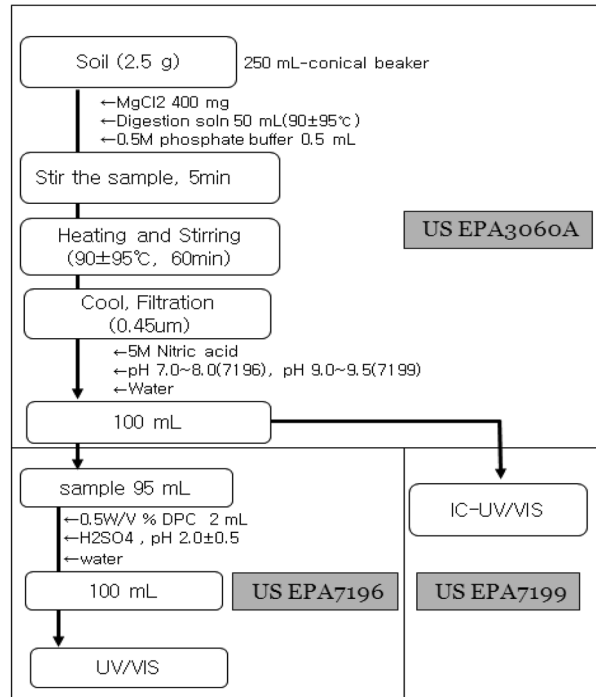 Soil (2.5 g)
250 mL-conical beaker
←MgCl2 400 mg
←Digestion soln 50 mL(90±95℃)
←0.5M phosphate buffer 0.5 mL
Stir the sample, 5min
US EPA3060A
Heating and Stirring
(90±95℃, 60min)
Cool, Filtration
(0.45um)
←5M Nitric acid
←pH 7.0~8.0(7196), pH 9.0~9.5(7199)
←Water
100 mL
sample 95 mL
IC-UV/VIS
←0.5W/V % DPC 2 mL
←H2SO4 , pH 2.0±0.5
←water
100 mL
US EPA7196
US EPA7199
UV/VIS